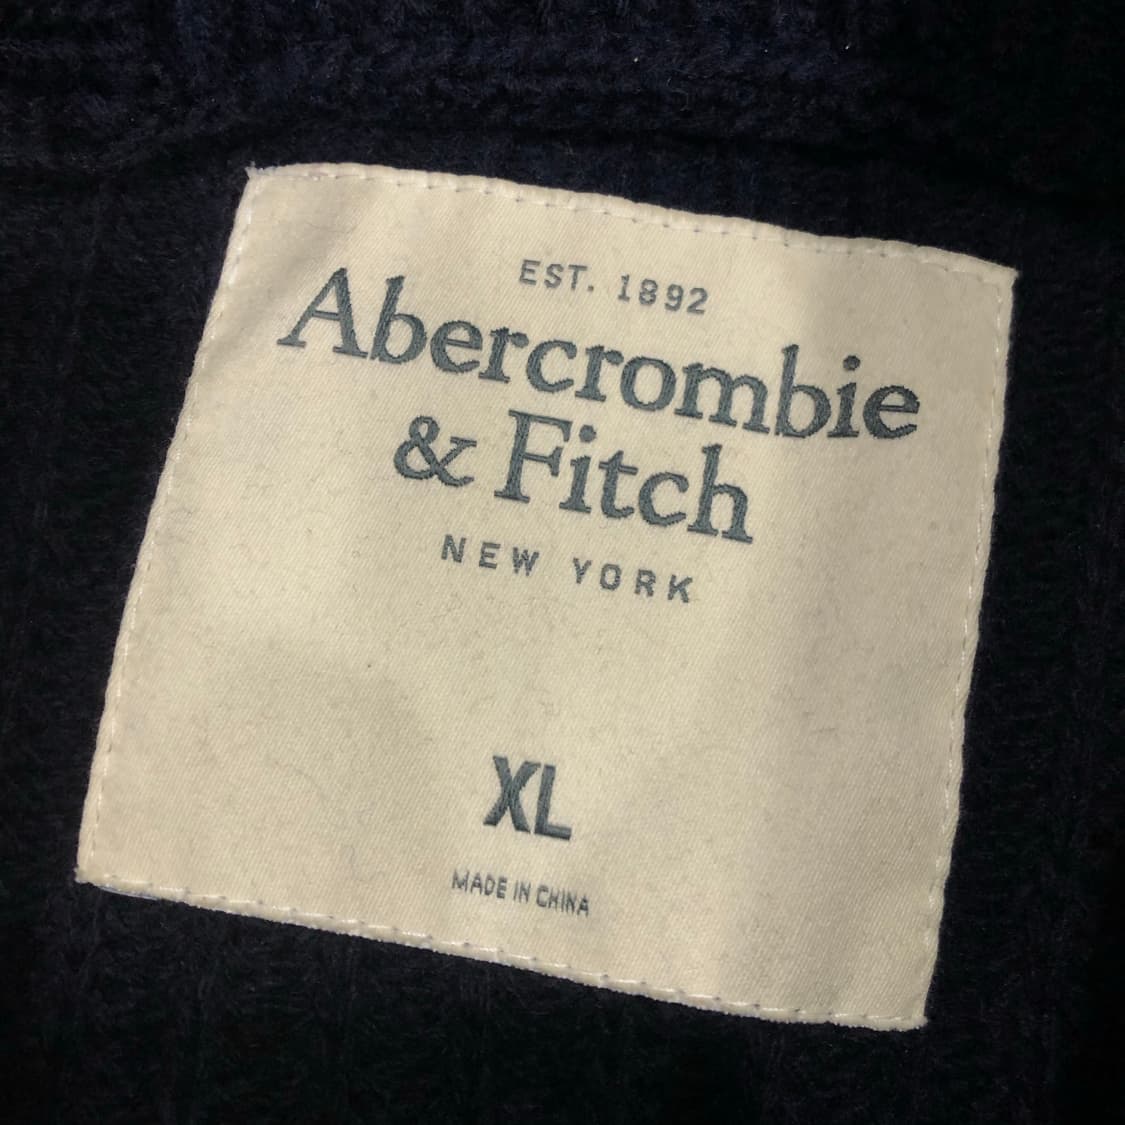 EST. 1892
Abercrombie
& Fitch
NEW YORK
XL
MADE IN CHINA